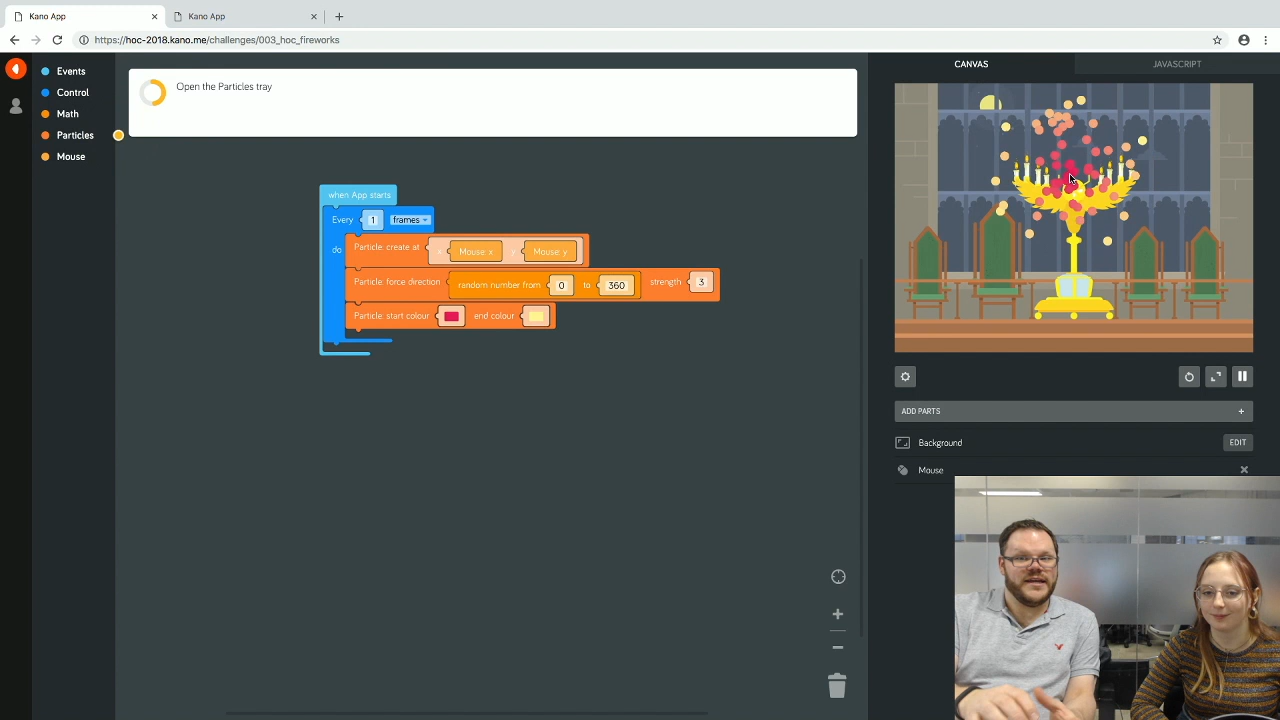 Kano App
Kano App
https://hoc-2018.kano.me/challenges/003_hoc_fireworks
Events
Control
Math
Particles
Mouse
Open the Particles tray
CANVAS
JAVASCRIPT
when App starts
Every 1 frames
do
Particle: create at x Mouse x y Mouse y
Particle: force direction random number from 0 to 360 strength 3
Particle: start colour end colour
ADD PARTS
Background
EDIT
Mouse